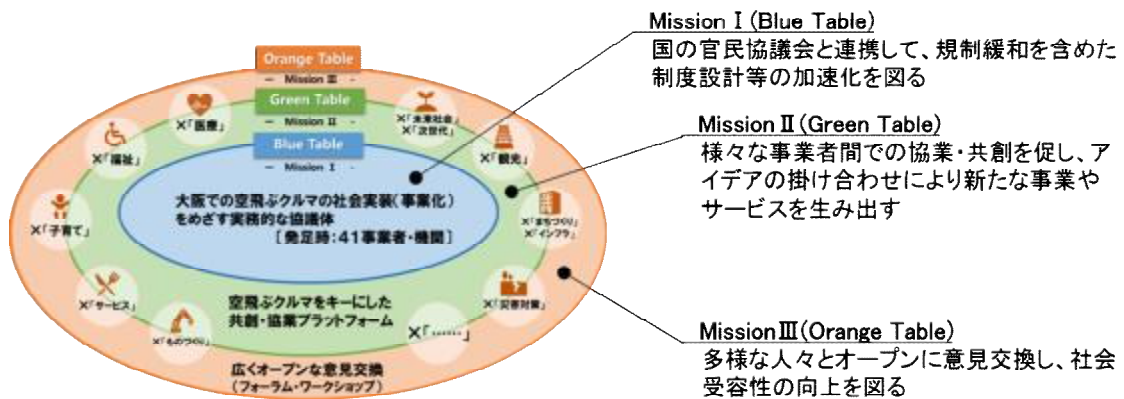 Orange Table
― Mission Ⅲ -
Green Table
― Mission Ⅱ -
Blue Table
― Mission Ⅰ -
×「医療」
×「未来社会」
×「次世代」
×「福祉」
×「観光」
×「子育て」
×「まちづくり」
×「インフラ」
×「サービス」
×「災害対策」
×「ものづくり」
×「……」
大阪での空飛ぶクルマの社会実装(事業化)
をめざす実務的な協議体
[発足時:41事業者・機関]
空飛ぶクルマをキーにした
共創・協業プラットフォーム
広くオープンな意見交換
(フォーラム・ワークショップ)
Mission Ⅰ (Blue Table)
国の官民協議会と連携して、規制緩和を含めた
制度設計等の加速化を図る
Mission Ⅱ (Green Table)
様々な事業者間での協業・共創を促し、ア
イデアの掛け合わせにより新たな事業や
サービスを生み出す
MissionⅢ(Orange Table)
多様な人々とオープンに意見交換し、社会
受容性の向上を図る